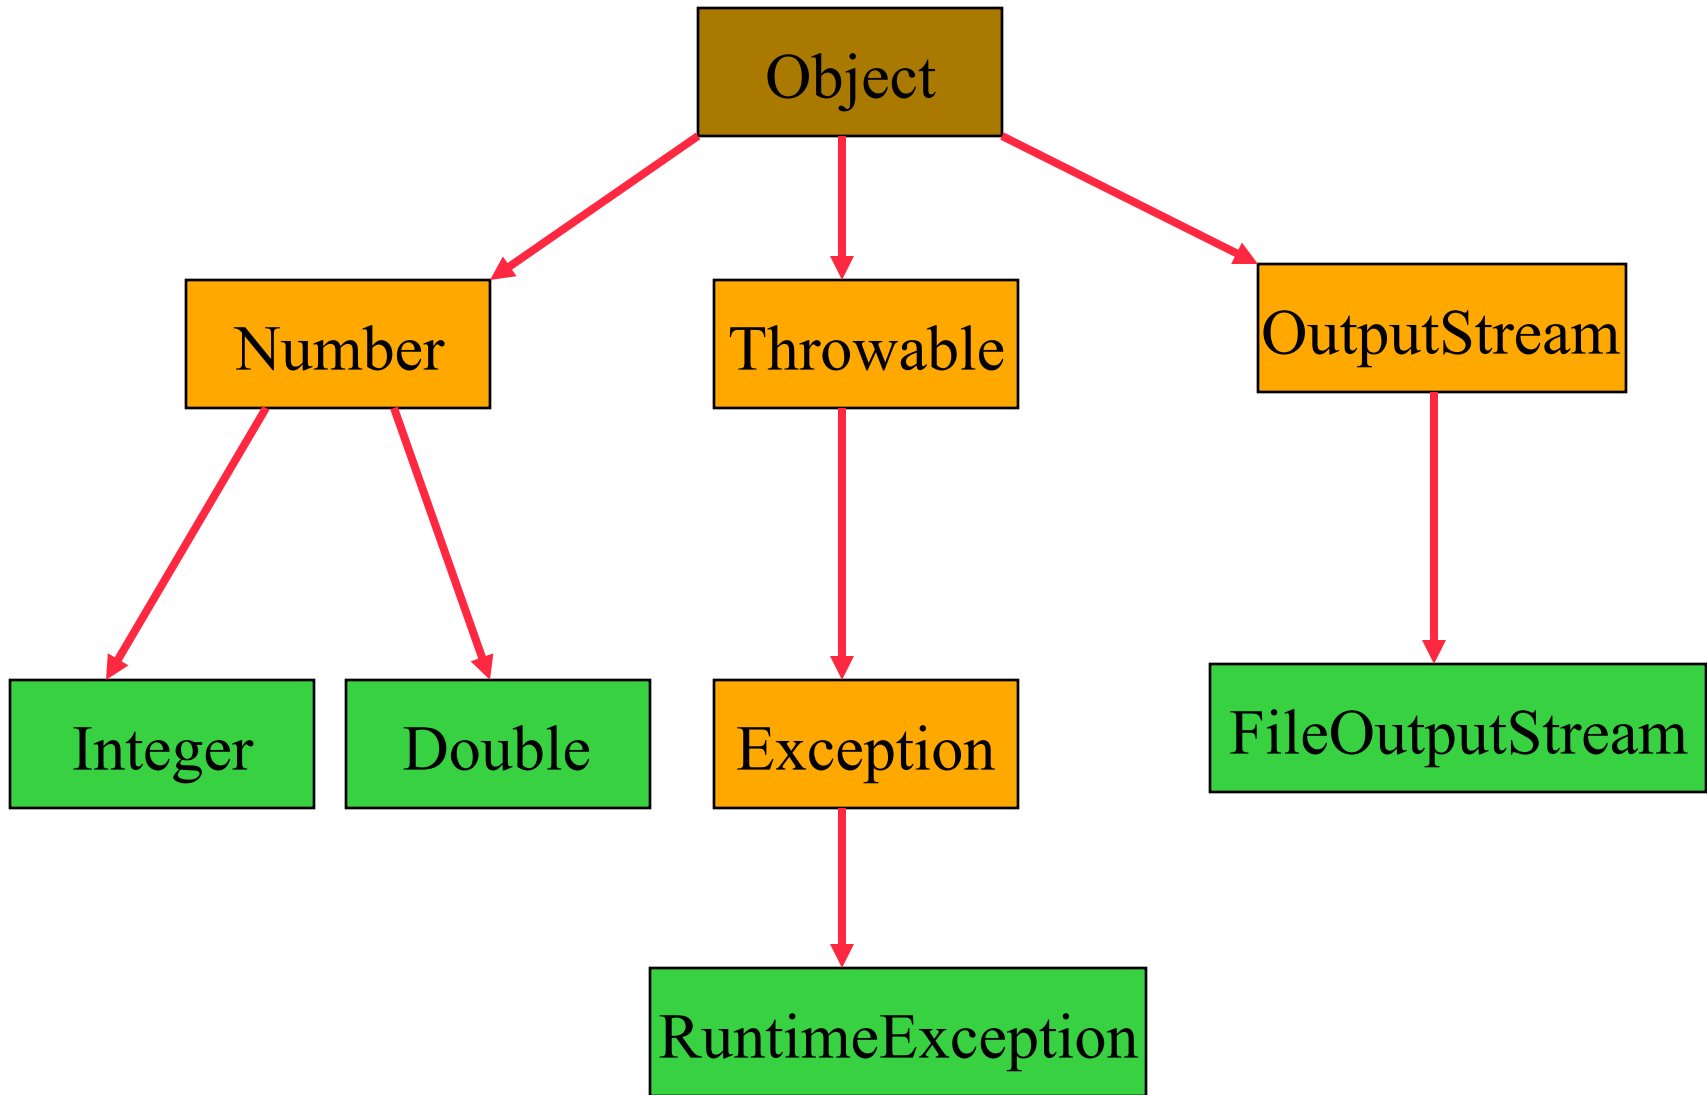 Object
Number
Throwable
OutputStream
Integer
Double
Exception
FileOutputStream
RuntimeException